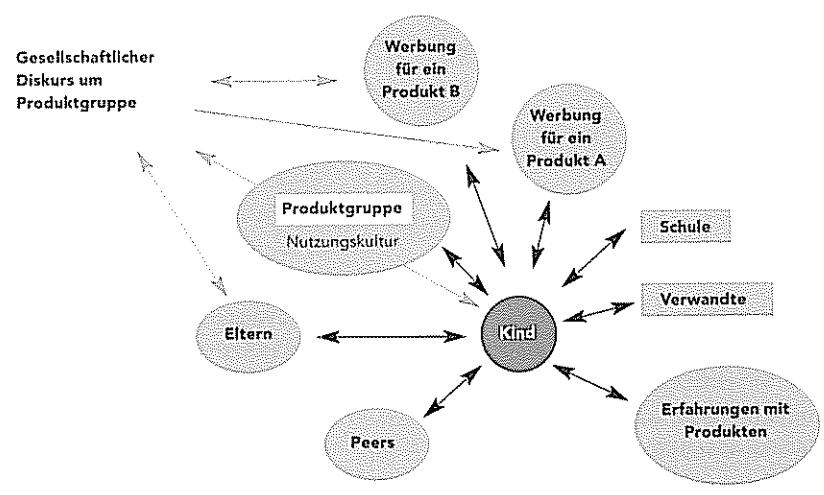 Gesellschaftlicher
Diskurs um
Produktgruppe
Werbung
für ein
Produkt B
Werbung
für ein
Produkt A
Produktgruppe
Nutzungskultur
Schule
Verwandte
Eltern
Kind
Erfahrungen mit
Produkten
Peers